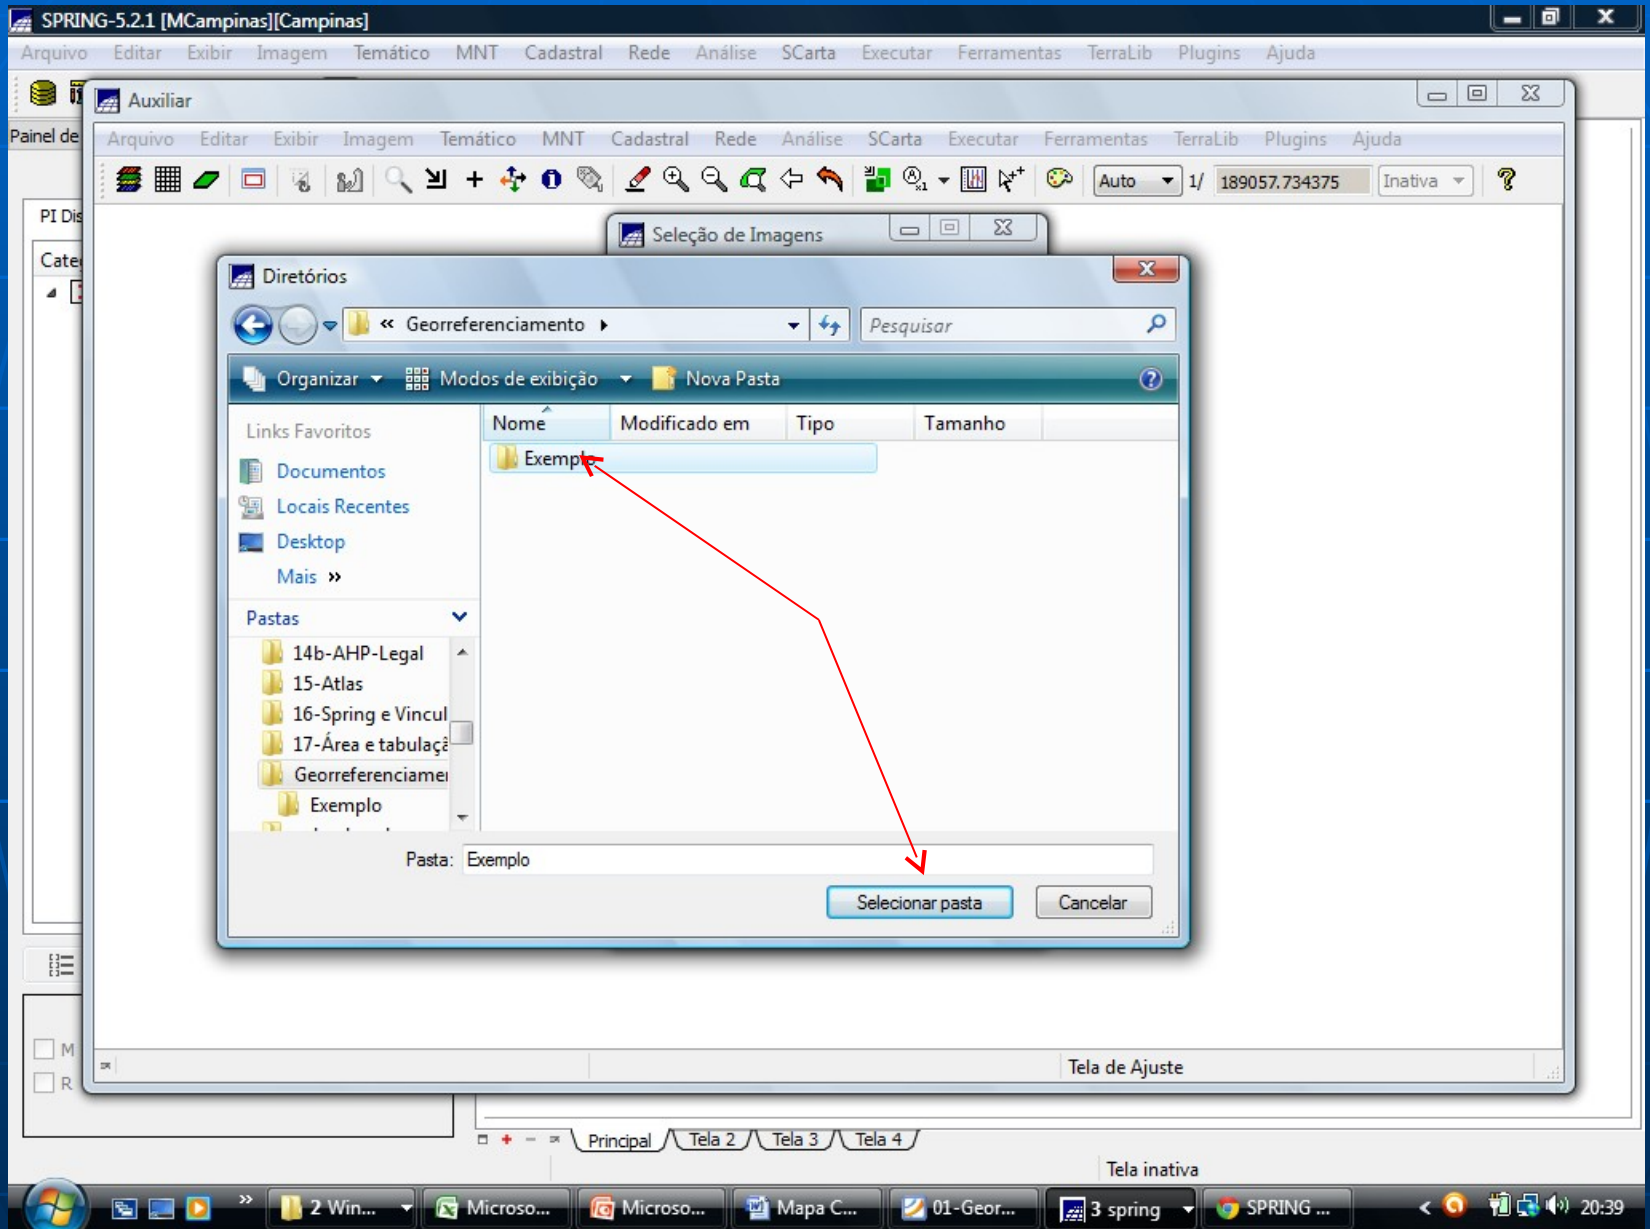 SPRING-5.2.1 [MCampinas][Campinas]
Arquivo Editar Exibir Imagem Temático MNT Cadastral Rede Análise SCarta Executar Ferramentas TerraLib Plugins Ajuda
Auxiliar
Painel de
Arquivo Editar Exibir Imagem Temático MNT Cadastral Rede Análise SCarta Executar Ferramentas TerraLib Plugins Ajuda
Auto 1/ 189057.734375 Inativa
PI Dis
Seleção de Imagens
Categ
Diretórios
« Georreferenciamento
Pesquisar
Organizar Modos de exibição Nova Pasta
Links Favoritos
Nome Modificado em Tipo Tamanho
Exemplo
Documentos
Locais Recentes
Desktop
Mais »
Pastas
14b-AHP-Legal
15-Atlas
16-Spring e Vincul
17-Área e tabulaçã
Georreferenciamen
Exemplo
Pasta: Exemplo
Selecionar pasta Cancelar
M
R
Tela de Ajuste
Principal Tela 2 Tela 3 Tela 4
Tela inativa
» 2 Win... Microso... Microso... Mapa C... 01-Geor... 3 spring SPRING ... < 20:39